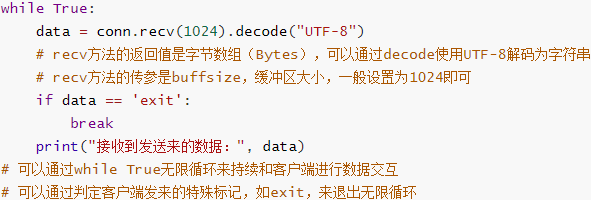 while True:
    data = conn.recv(1024).decode("UTF-8")
    # recv方法的返回值是字节数组（Bytes），可以通过decode使用UTF-8解码为字符串
    # recv方法的传参是buffsize，缓冲区大小，一般设置为1024即可
    if data == 'exit':
        break
    print("接收到发送来的数据：", data)
# 可以通过while True无限循环来持续和客户端进行数据交互
# 可以通过判定客户端发来的特殊标记，如exit，来退出无限循环